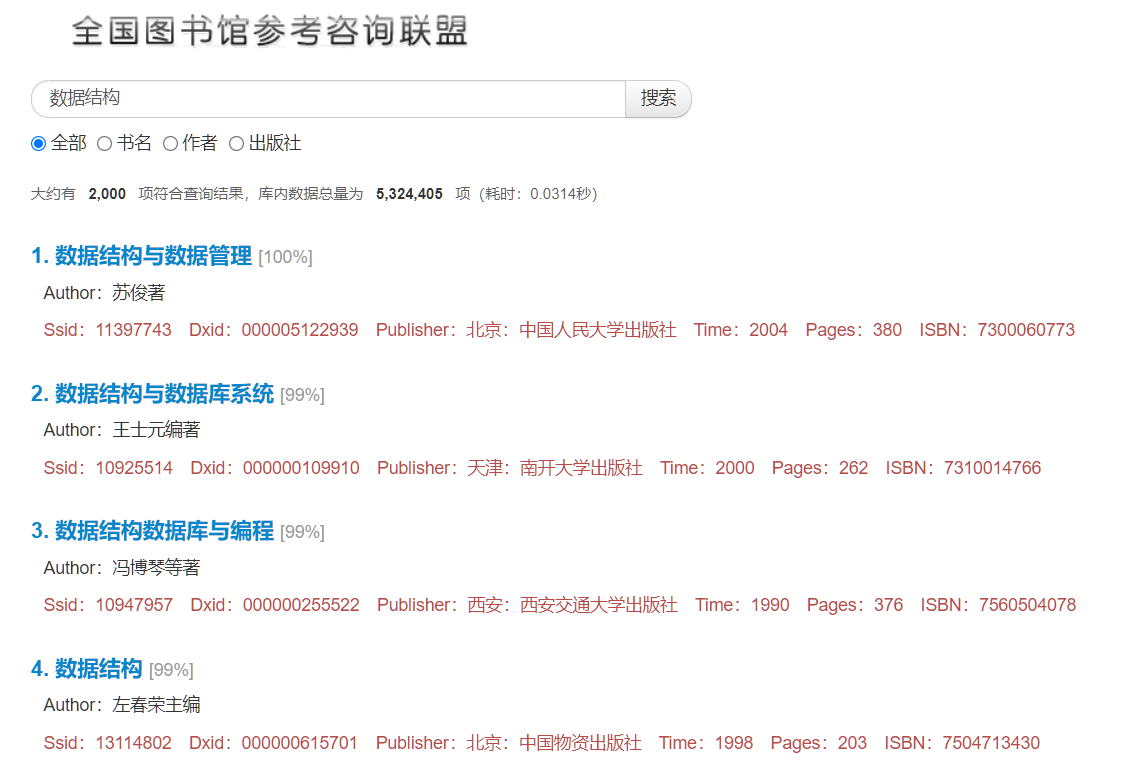 全国图书馆参考咨询联盟
数据结构 搜索
全部 书名 作者 出版社
大约有 2,000 项符合查询结果，库内数据总量为 5,324,405 项（耗时：0.0314秒）
1. 数据结构与数据管理 [100%]
Author：苏俊著
Ssid：11397743 Dxid：000005122939 Publisher：北京：中国人民大学出版社 Time：2004 Pages：380 ISBN：7300060773
2. 数据结构与数据库系统 [99%]
Author：王士元编著
Ssid：10925514 Dxid：000000109910 Publisher：天津：南开大学出版社 Time：2000 Pages：262 ISBN：7310014766
3. 数据结构数据库与编程 [99%]
Author：冯博琴等著
Ssid：10947957 Dxid：000000255522 Publisher：西安：西安交通大学出版社 Time：1990 Pages：376 ISBN：7560504078
4. 数据结构 [99%]
Author：左春荣主编
Ssid：13114802 Dxid：000000615701 Publisher：北京：中国物资出版社 Time：1998 Pages：203 ISBN：7504713430